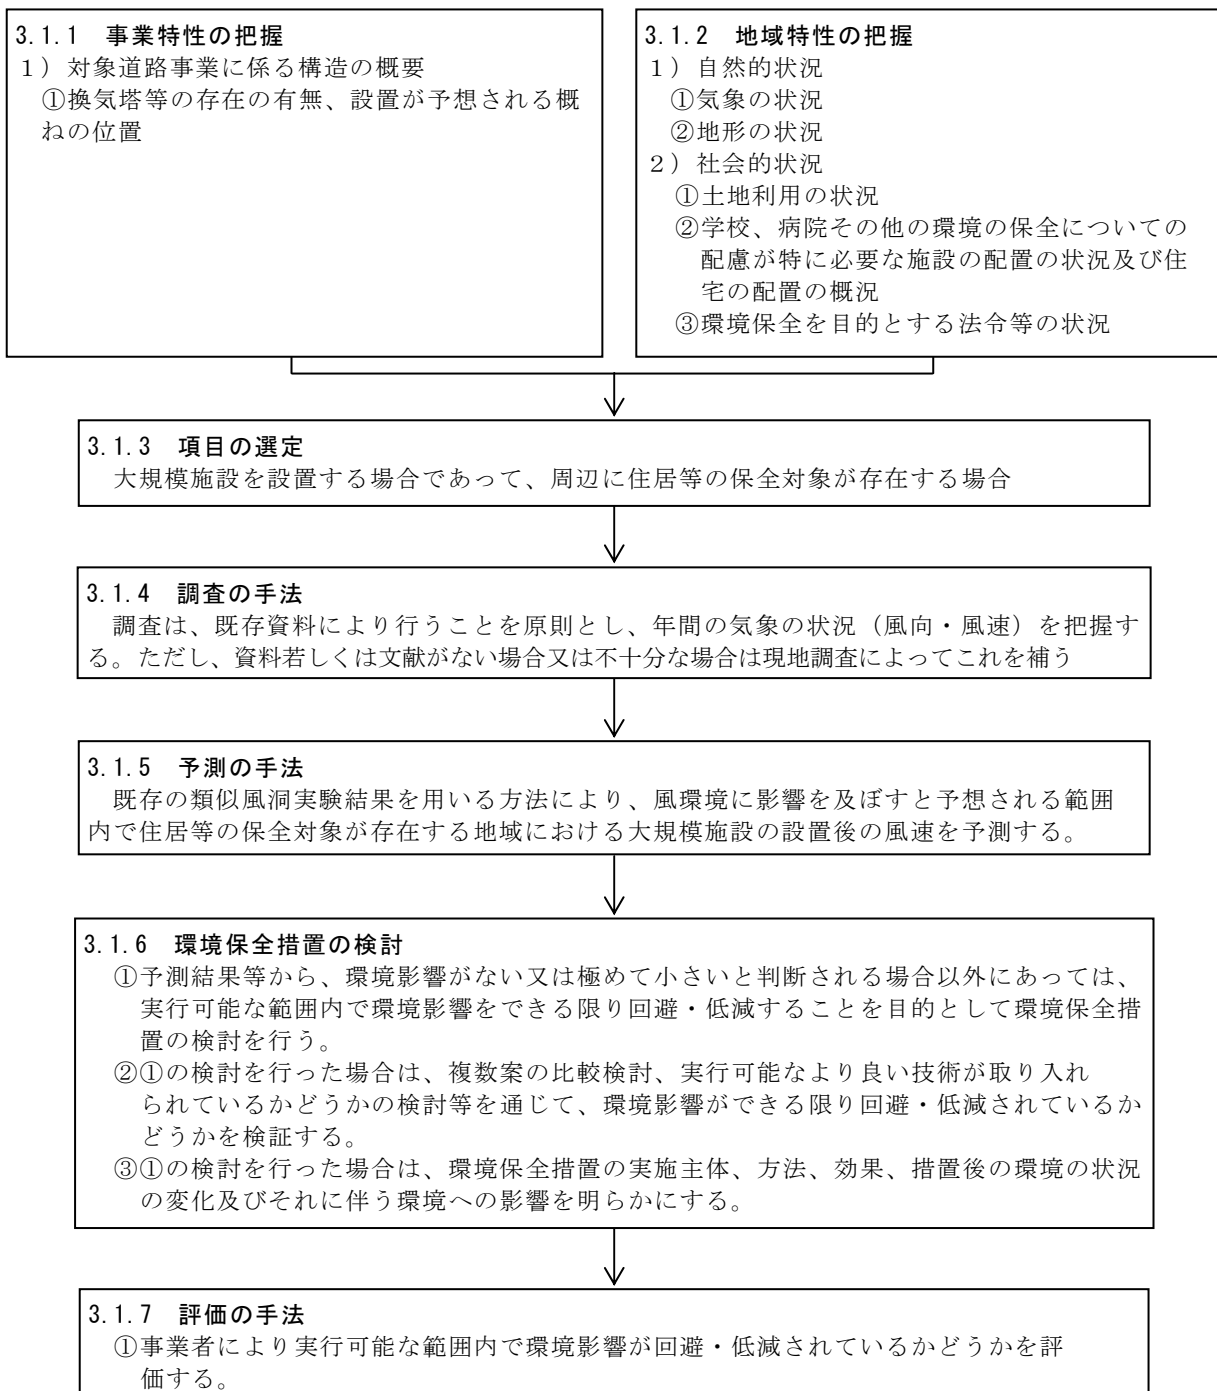 3.1.1 事業特性の把握
1)対象道路事業に係る構造の概要
①換気塔等の存在の有無、設置が予想される概
ねの位置
3.1.2 地域特性の把握
1)自然的状況
①気象の状況
②地形の状況
2)社会的状況
①土地利用の状況
②学校、病院その他の環境の保全についての
配慮が特に必要な施設の配置の状況及び住
宅の配置の概況
③環境保全を目的とする法令等の状況
3.1.3 項目の選定
大規模施設を設置する場合であって、周辺に住居等の保全対象が存在する場合
3.1.4 調査の手法
調査は、既存資料により行うことを原則とし、年間の気象の状況(風向・風速)を把握す
る。ただし、資料若しくは文献がない場合又は不十分な場合は現地調査によってこれを補う
3.1.5 予測の手法
既存の類似風洞実験結果を用いる方法により、風環境に影響を及ぼすと予想される範囲
内で住居等の保全対象が存在する地域における大規模施設の設置後の風速を予測する。
3.1.6 環境保全措置の検討
①予測結果等から、環境影響がない又は極めて小さいと判断される場合以外にあっては、
実行可能な範囲内で環境影響をできる限り回避・低減することを目的として環境保全措
置の検討を行う。
②①の検討を行った場合は、複数案の比較検討、実行可能なより良い技術が取り入れ
られているかどうかの検討等を通じて、環境影響ができる限り回避・低減されているか
どうかを検証する。
③①の検討を行った場合は、環境保全措置の実施主体、方法、効果、措置後の環境の状況
の変化及びそれに伴う環境への影響を明らかにする。
3.1.7 評価の手法
①事業者により実行可能な範囲内で環境影響が回避・低減されているかどうかを評
価する。